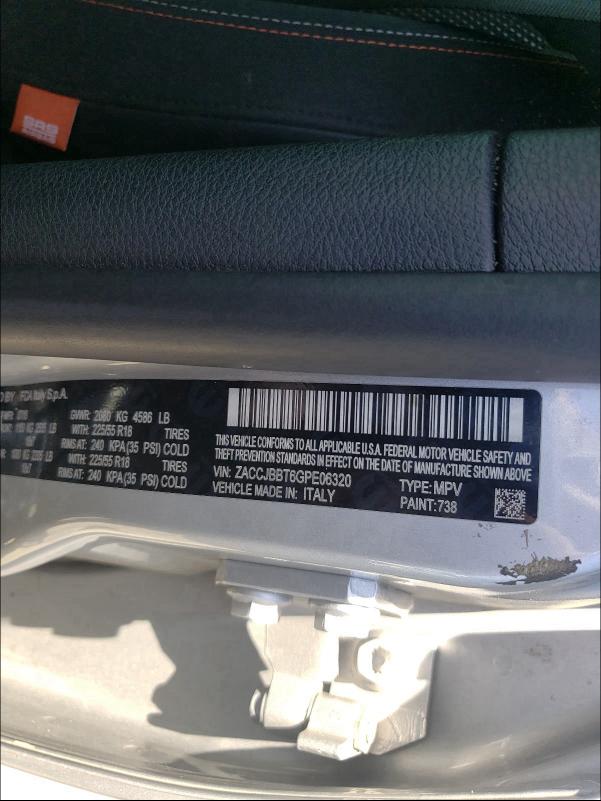 SRS
D BY FCA Italy S.p.A.
GVWR: 2080 KG 4586 LB
WITH: 225/55 R18 TIRES
RIMS AT: 240 KPA(35 PSI) COLD
WITH: 225/55 R18 TIRES
RIMS AT: 240 KPA (35 PSI) COLD
THIS VEHICLE CONFORMS TO ALL APPLICABLE U.S.A. FEDERAL MOTOR VEHICLE SAFETY AND
THEFT PREVENTION STANDARDS IN EFFECT ON THE DATE OF MANUFACTURE SHOWN ABOVE
VIN: ZACCJBBT6GPE06320 TYPE: MPV
VEHICLE MADE IN: ITALY PAINT: 738